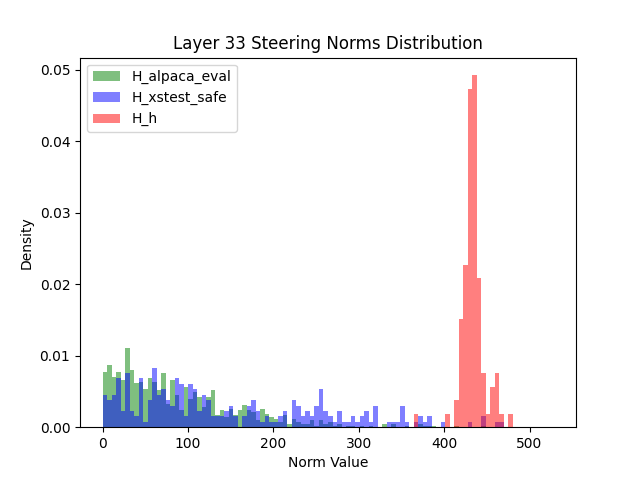 Layer 33 Steering Norms Distribution
H_alpaca_eval
H_xstest_safe
H_h
Density
0.05
0.04
0.03
0.02
0.01
0.00
0
100
200
300
400
500
Norm Value